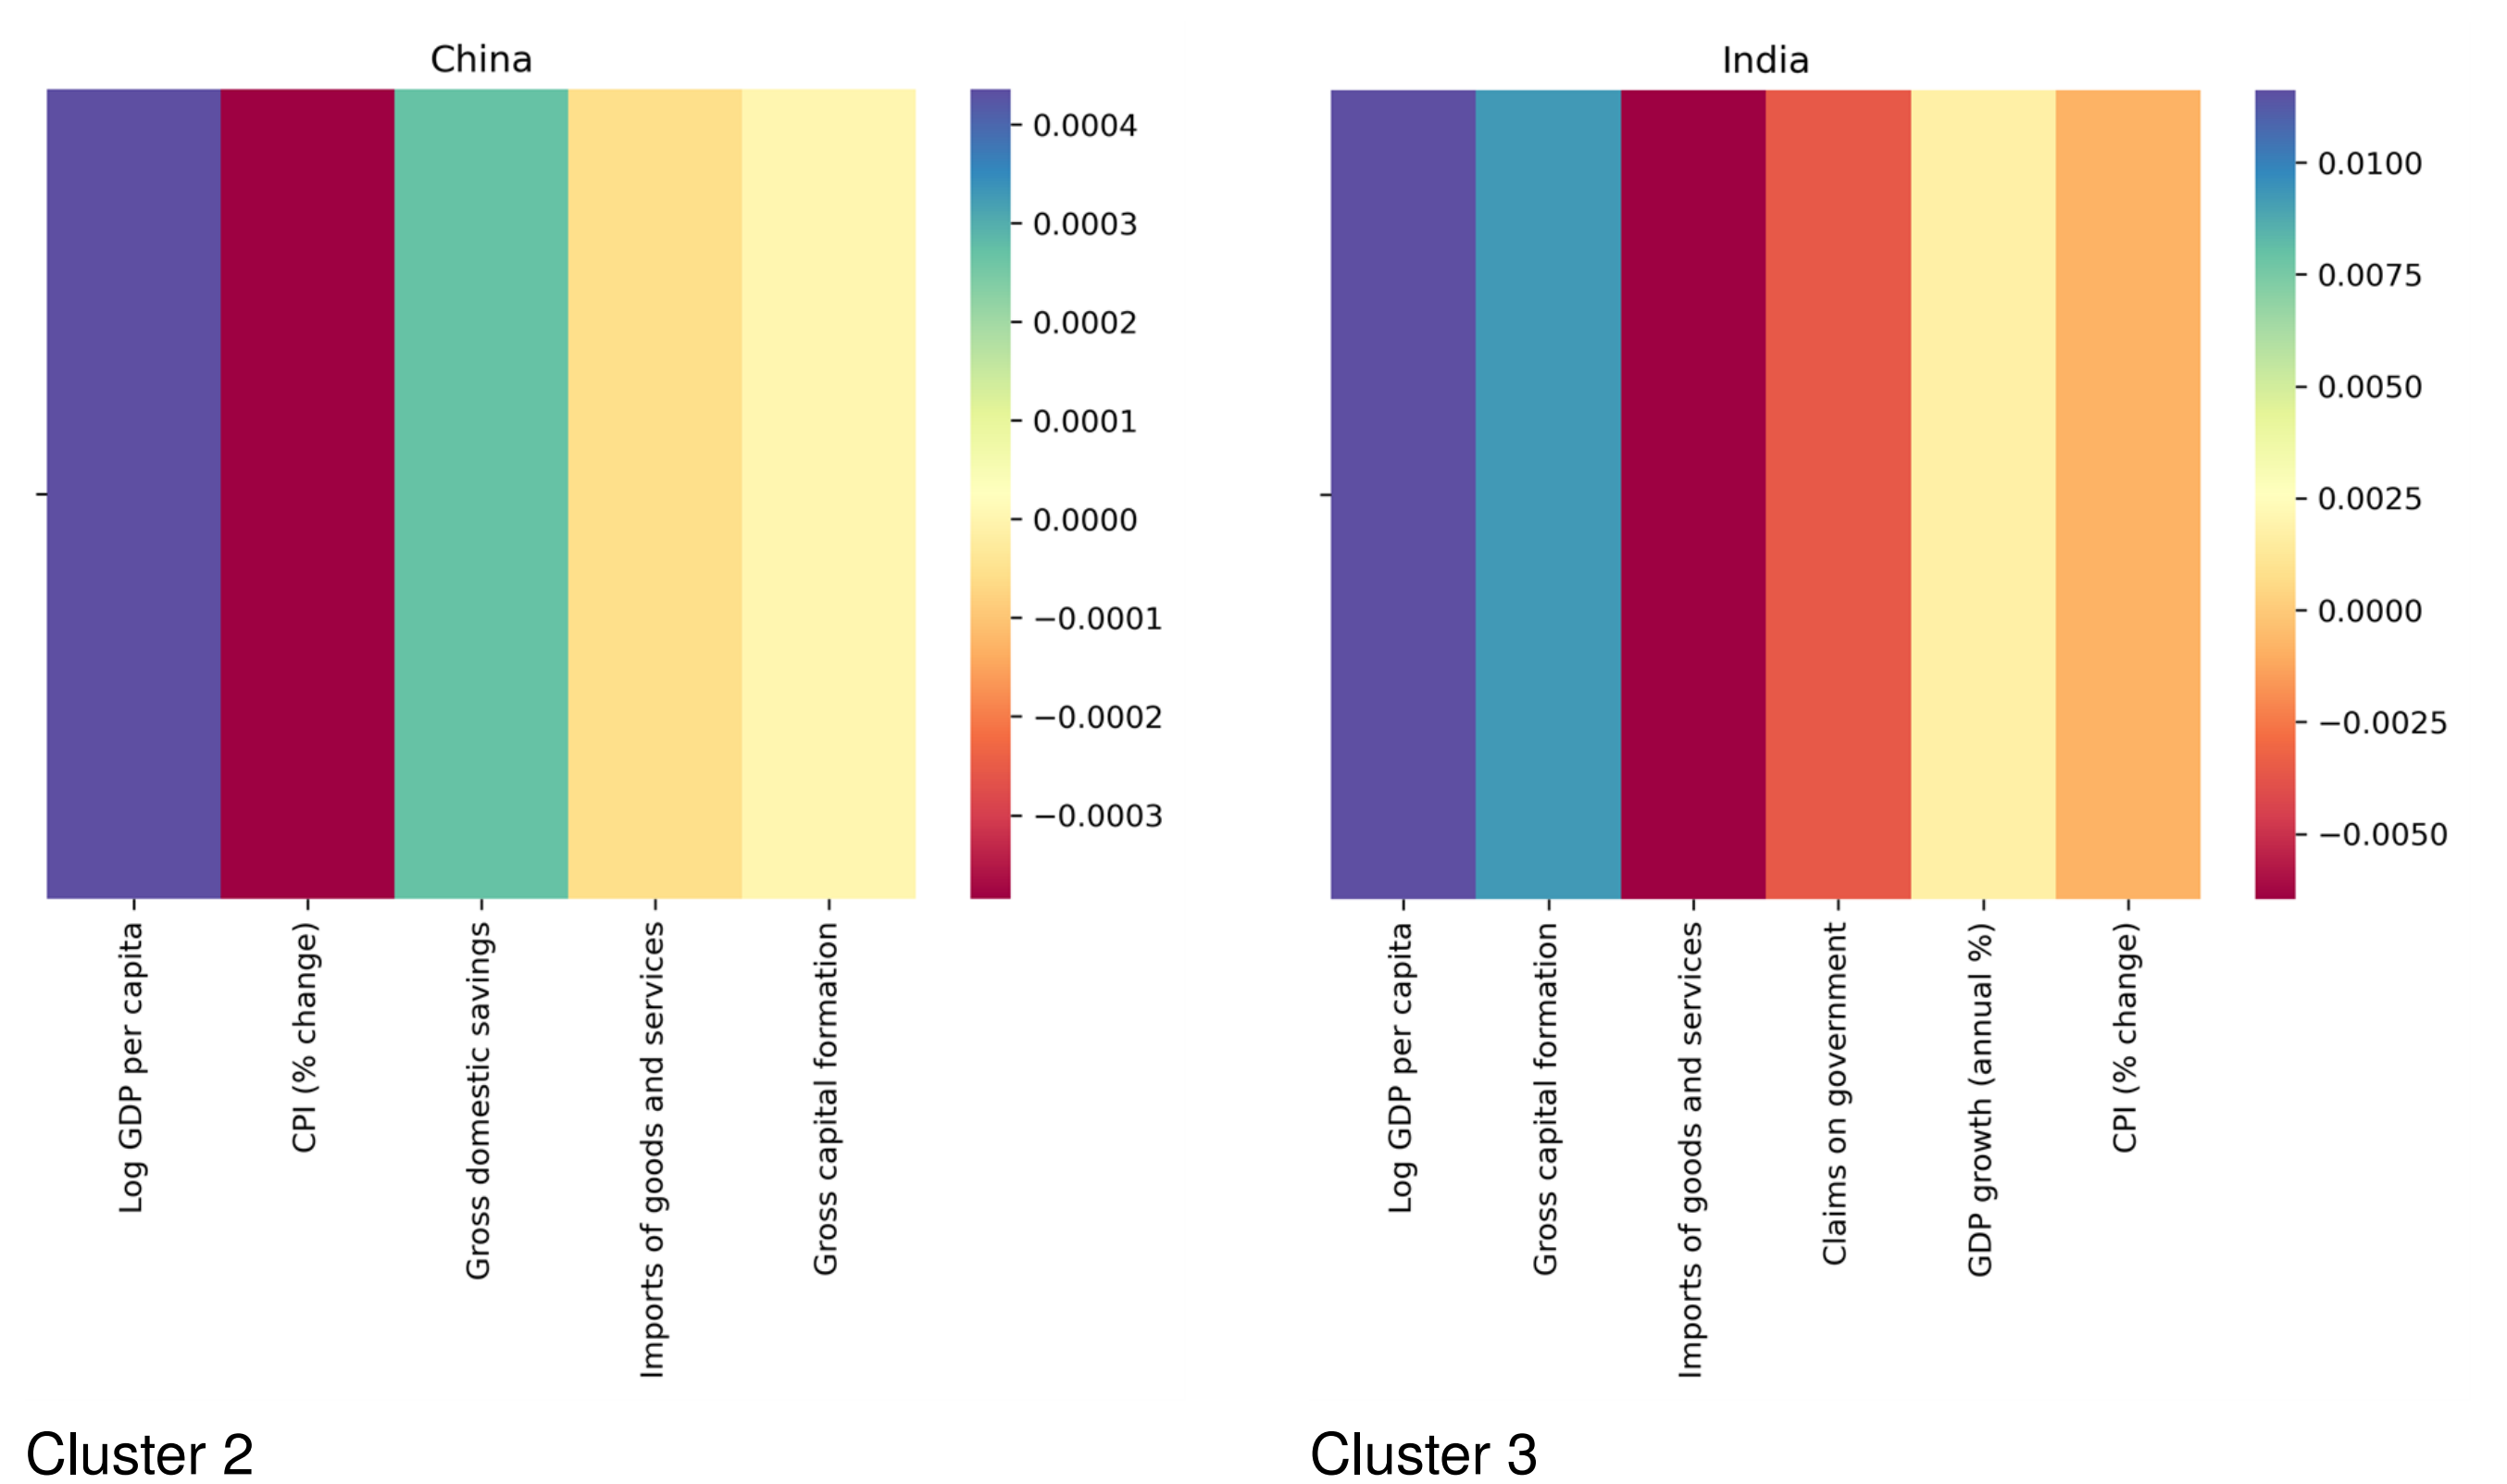 China
0.0004
0.0003
0.0002
0.0001
0.0000
−0.0001
−0.0002
−0.0003
Log GDP per capita
CPI (% change)
Gross domestic savings
Imports of goods and services
Gross capital formation
Cluster 2
India
0.0100
0.0075
0.0050
0.0025
0.0000
−0.0025
−0.0050
Log GDP per capita
Gross capital formation
Imports of goods and services
Claims on government
GDP growth (annual %)
CPI (% change)
Cluster 3